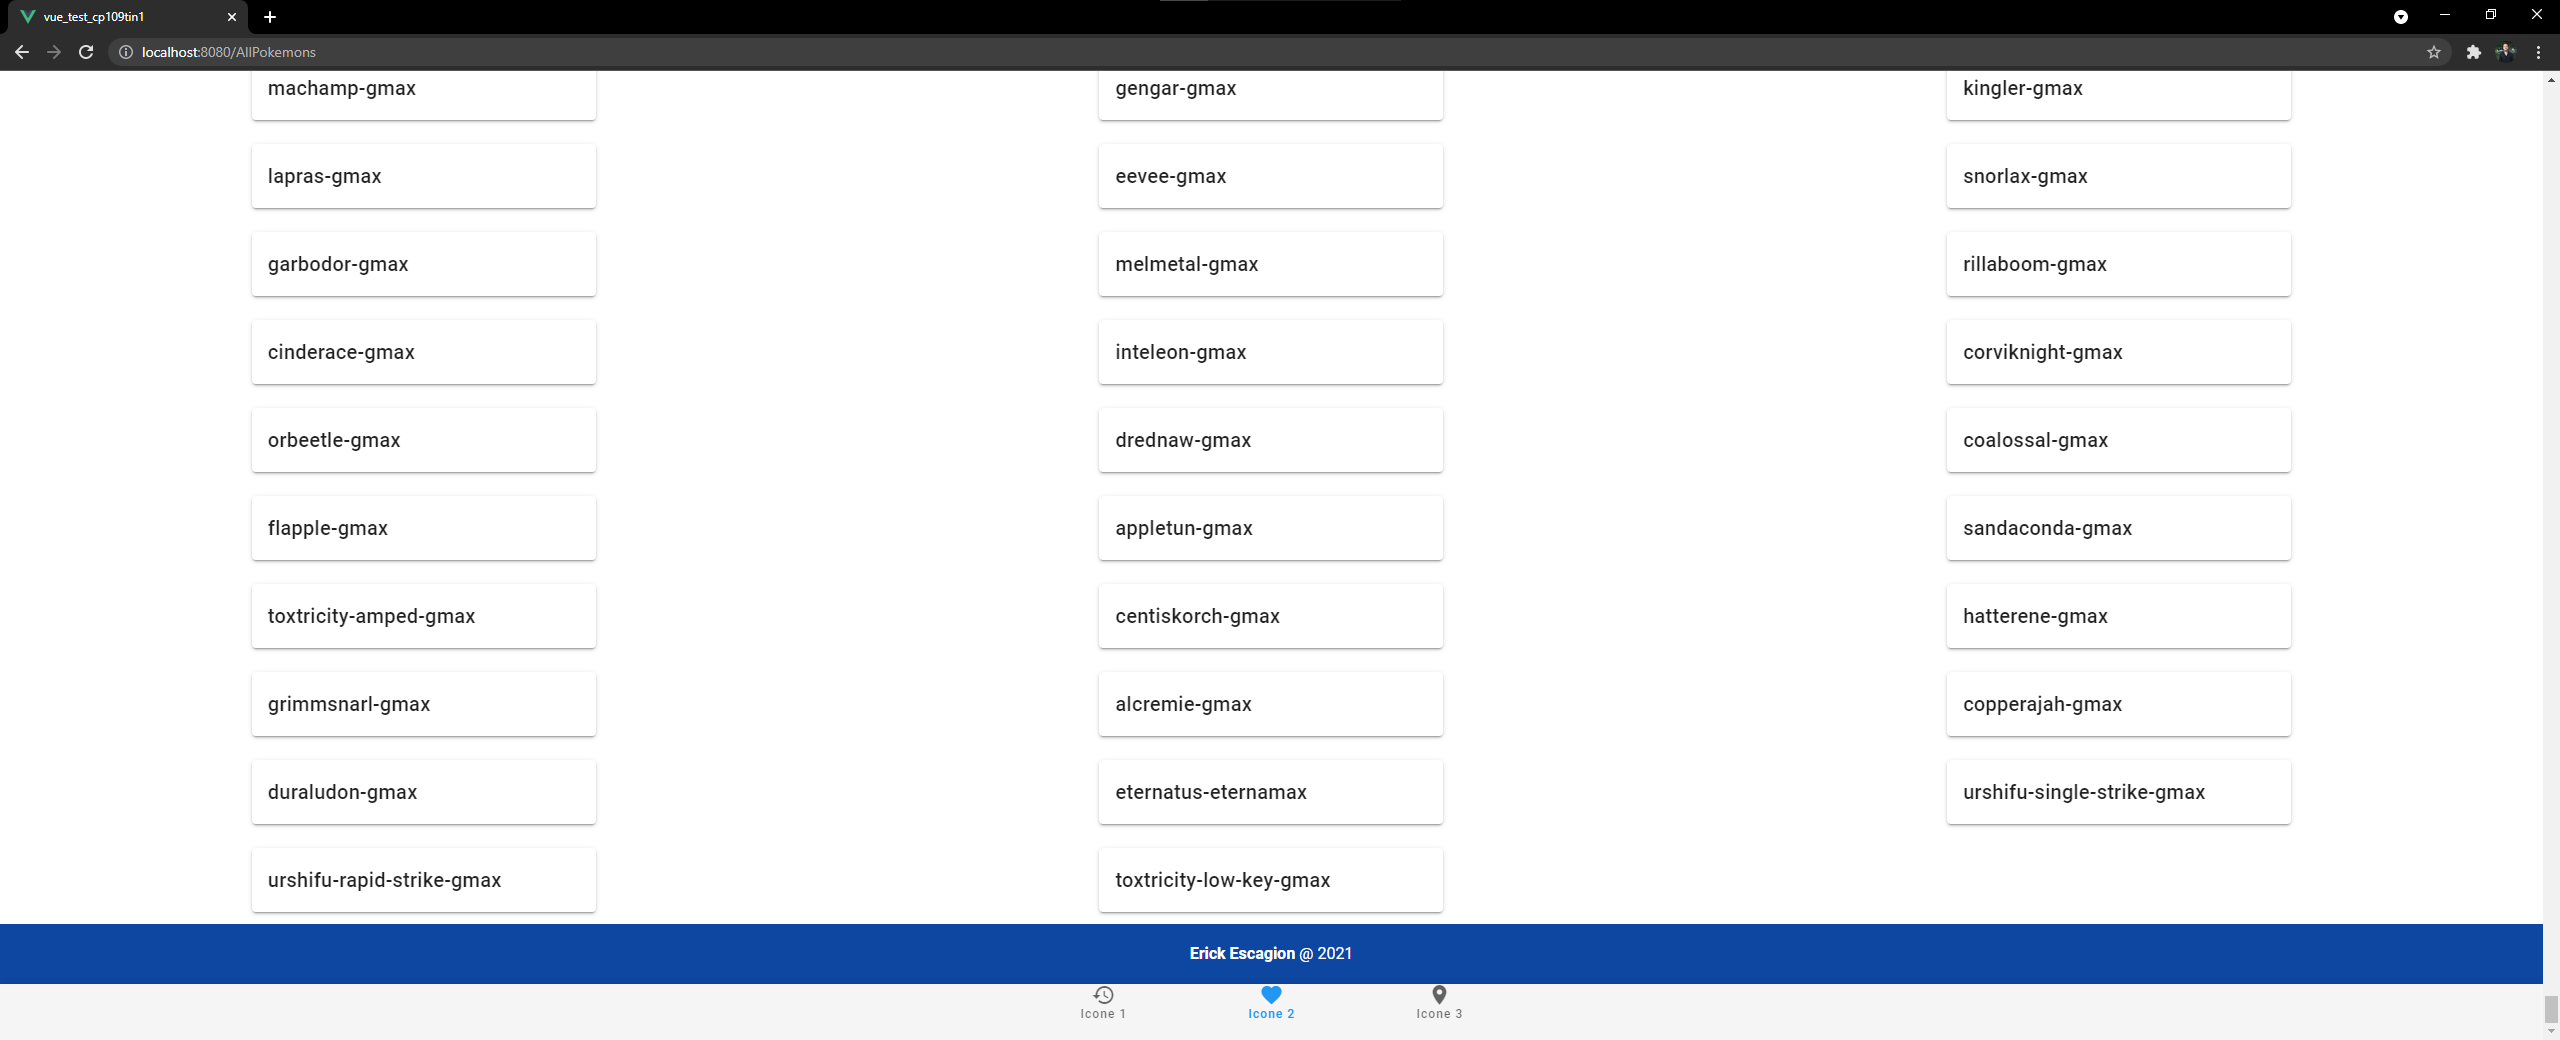 vue_test_cp109tin1
localhost:8080/AllPokemons
machamp-gmax
gengar-gmax
kingler-gmax
lapras-gmax
eevee-gmax
snorlax-gmax
garbodor-gmax
melmetal-gmax
rillaboom-gmax
cinderace-gmax
inteleon-gmax
corviknight-gmax
orbeetle-gmax
drednaw-gmax
coalossal-gmax
flapple-gmax
appletun-gmax
sandaconda-gmax
toxtricity-amped-gmax
centiskorch-gmax
hatterene-gmax
grimmsnarl-gmax
alcremie-gmax
copperajah-gmax
duraludon-gmax
eternatus-eternamax
urshifu-single-strike-gmax
urshifu-rapid-strike-gmax
toxtricity-low-key-gmax
Erick Escagion @ 2021
Icone 1
Icone 2
Icone 3